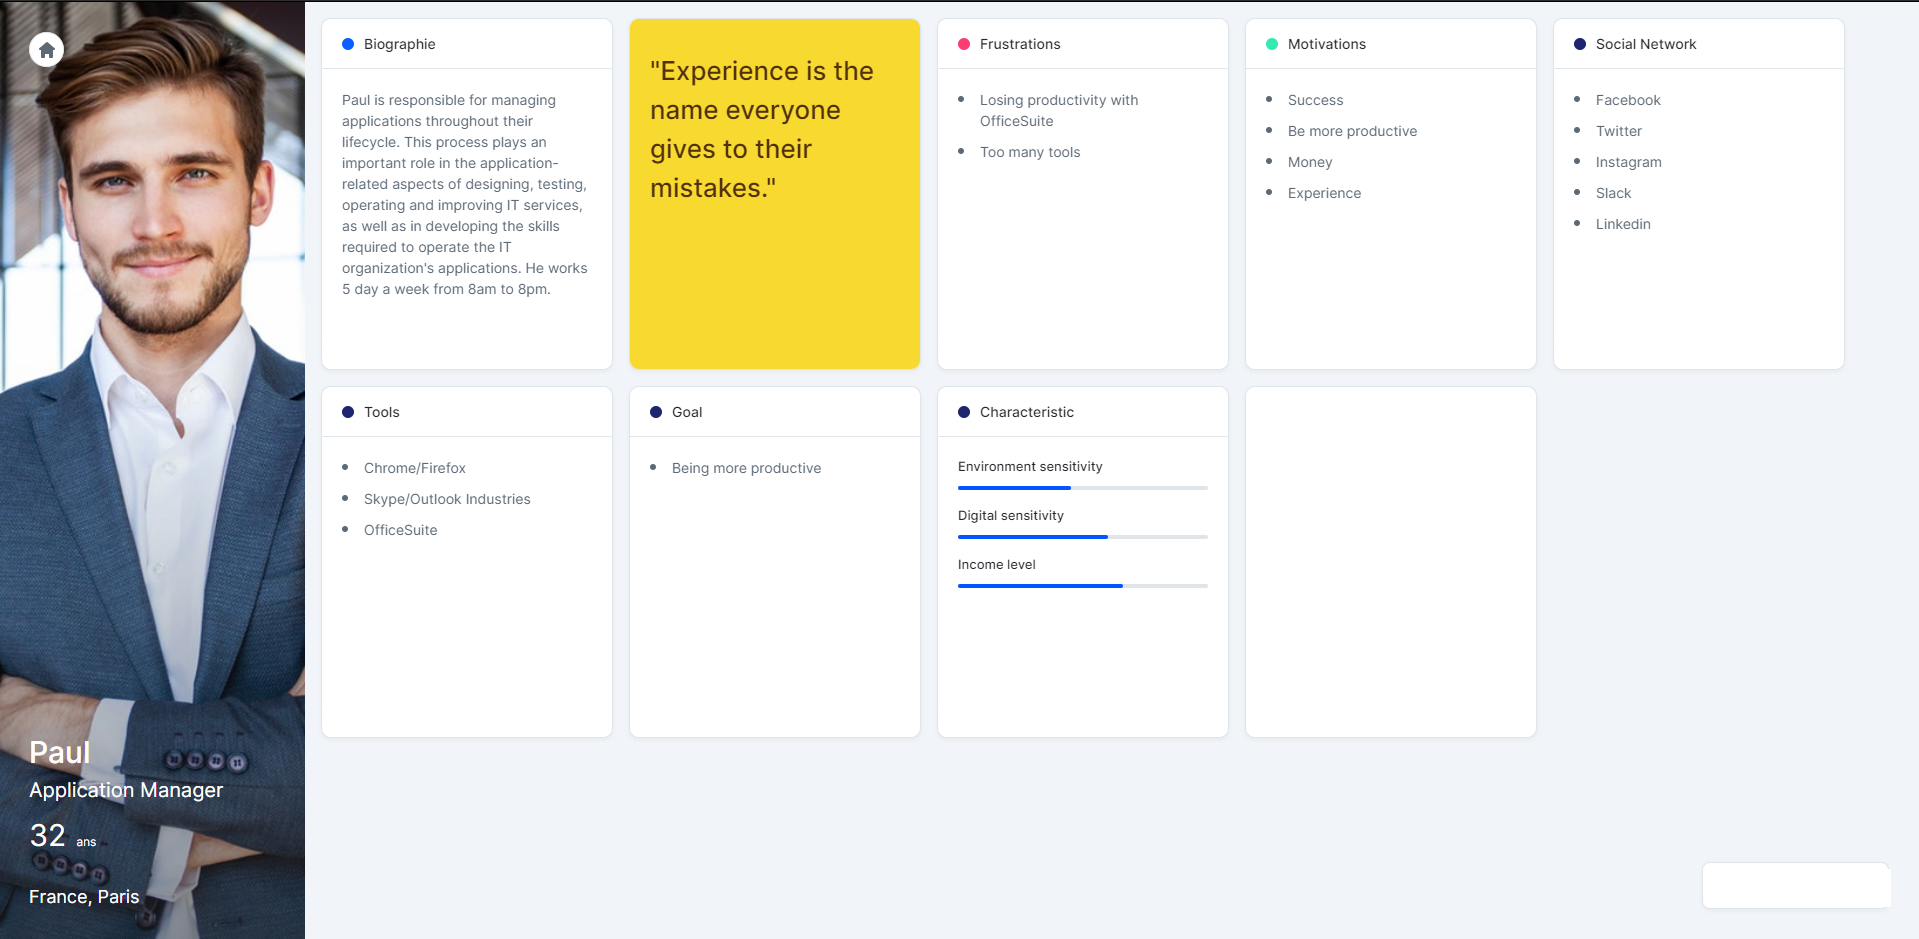 Biographie
Paul is responsible for managing
applications throughout their
lifecycle. This process plays an
important role in the application-
related aspects of designing, testing,
operating and improving IT services,
as well as in developing the skills
required to operate the IT
organization's applications. He works
5 day a week from 8am to 8pm.
"Experience is the
name everyone
gives to their
mistakes."
Frustrations
Losing productivity with
OfficeSuite
Too many tools
Motivations
Success
Be more productive
Money
Experience
Social Network
Facebook
Twitter
Instagram
Slack
Linkedin
Tools
Chrome/Firefox
Skype/Outlook Industries
OfficeSuite
Goal
Being more productive
Characteristic
Environment sensitivity
Digital sensitivity
Income level
Paul
Application Manager
32 ans
France, Paris